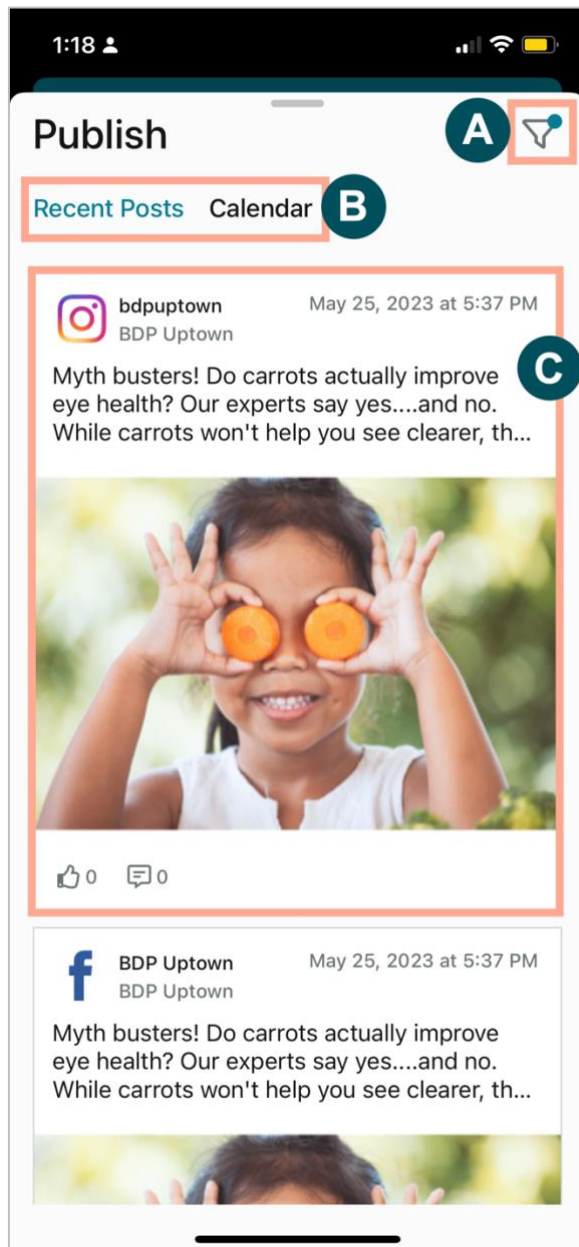 1:18
Publish
A
Recent Posts Calendar
B
bdpuptown May 25, 2023 at 5:37 PM
BDP Uptown
C
Myth busters! Do carrots actually improve
eye health? Our experts say yes....and no.
While carrots won't help you see clearer, th...
0 0
BDP Uptown May 25, 2023 at 5:37 PM
BDP Uptown
Myth busters! Do carrots actually improve
eye health? Our experts say yes....and no.
While carrots won't help you see clearer, th...